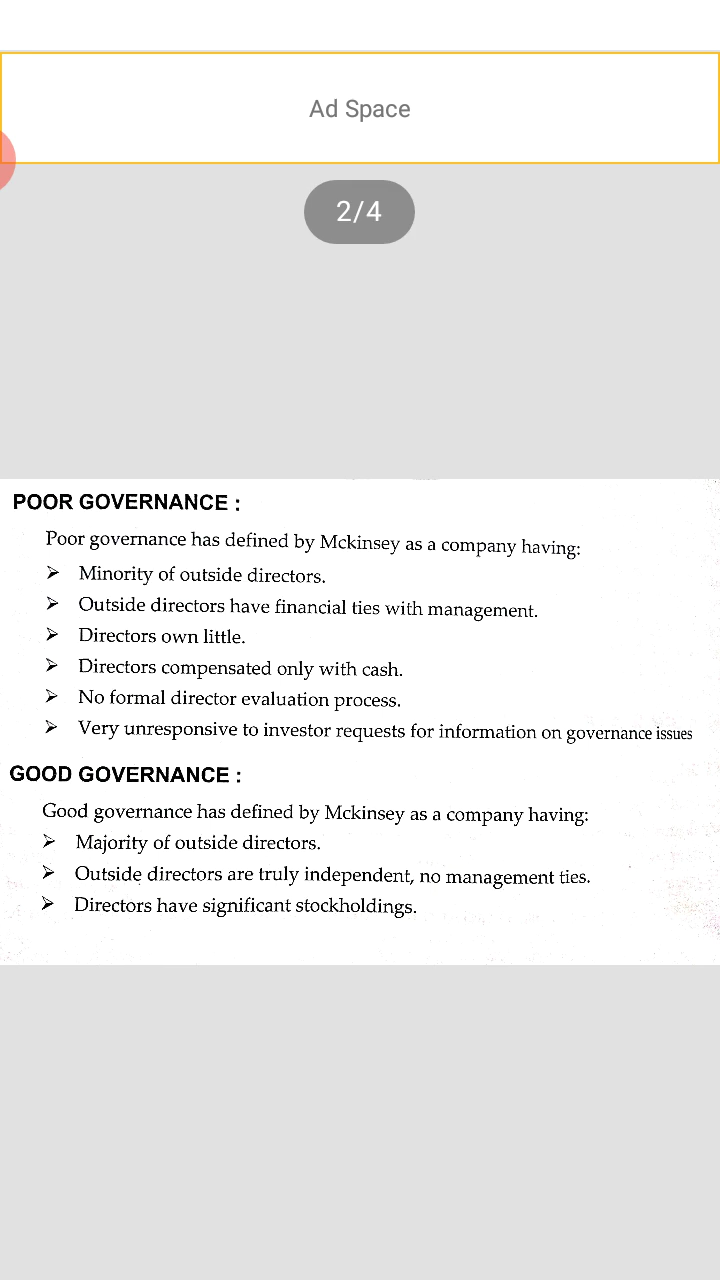 Ad Space
2/4
POOR GOVERNANCE :
Poor governance has defined by Mckinsey as a company having:
➢ Minority of outside directors.
➢ Outside directors have financial ties with management.
➢ Directors own little.
➢ Directors compensated only with cash.
➢ No formal director evaluation process.
➢ Very unresponsive to investor requests for information on governance issues
GOOD GOVERNANCE :
Good governance has defined by Mckinsey as a company having:
➢ Majority of outside directors.
➢ Outside directors are truly independent, no management ties.
➢ Directors have significant stockholdings.